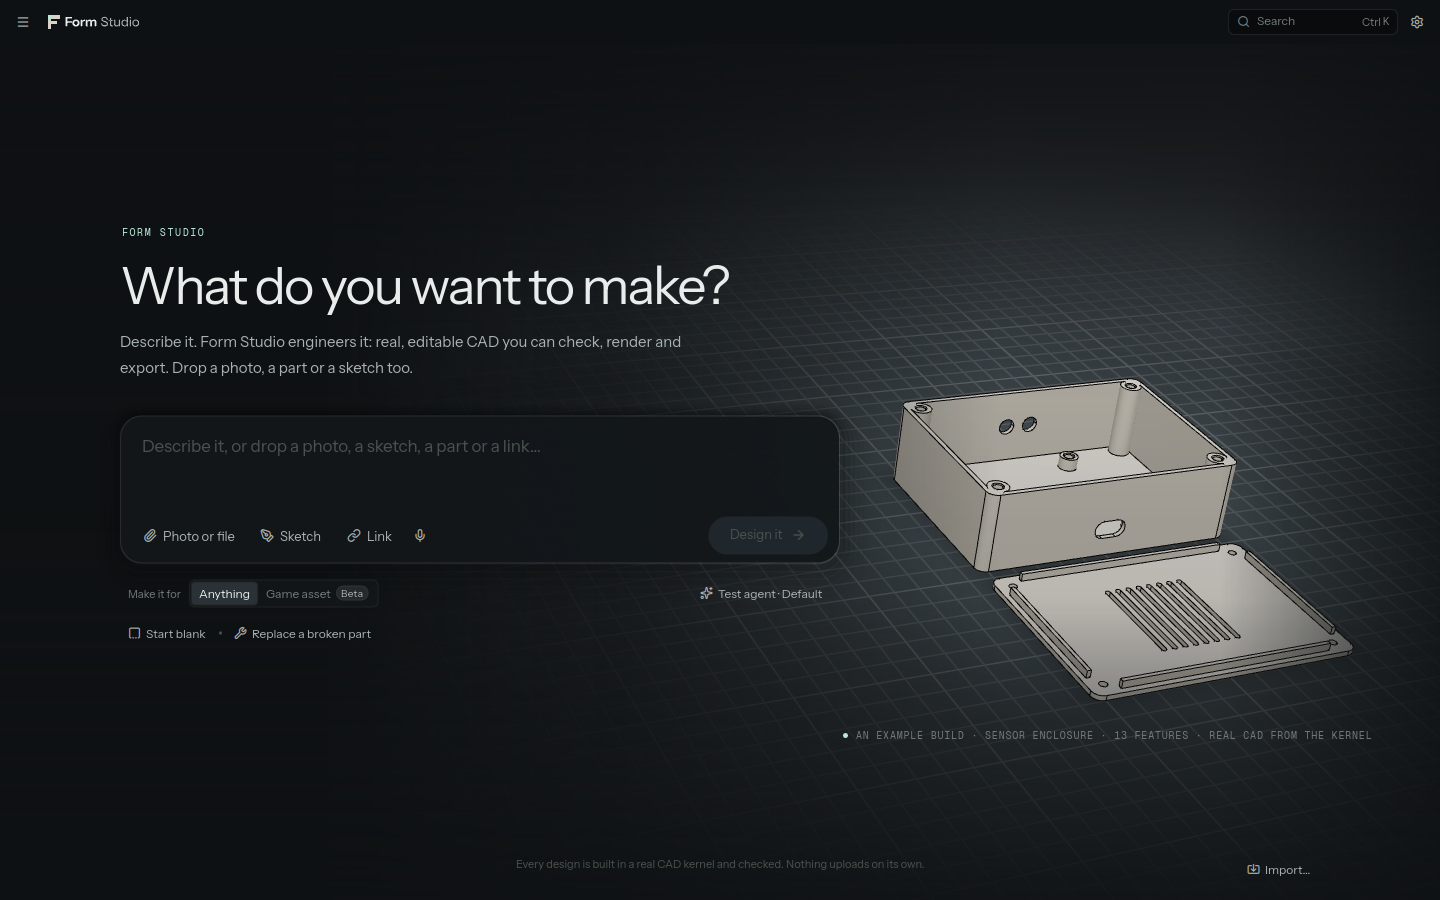 Form Studio
Search
Ctrl K
FORM STUDIO
What do you want to make?
Describe it. Form Studio engineers it: real, editable CAD you can check, render and
export. Drop a photo, a part or a sketch too.
Describe it, or drop a photo, a sketch, a part or a link...
Photo or file
Sketch
Link
Design it
Make it for
Anything
Game asset
Beta
Test agent · Default
Start blank
Replace a broken part
AN EXAMPLE BUILD · SENSOR ENCLOSURE · 13 FEATURES · REAL CAD FROM THE KERNEL
Every design is built in a real CAD kernel and checked. Nothing uploads on its own.
Import...